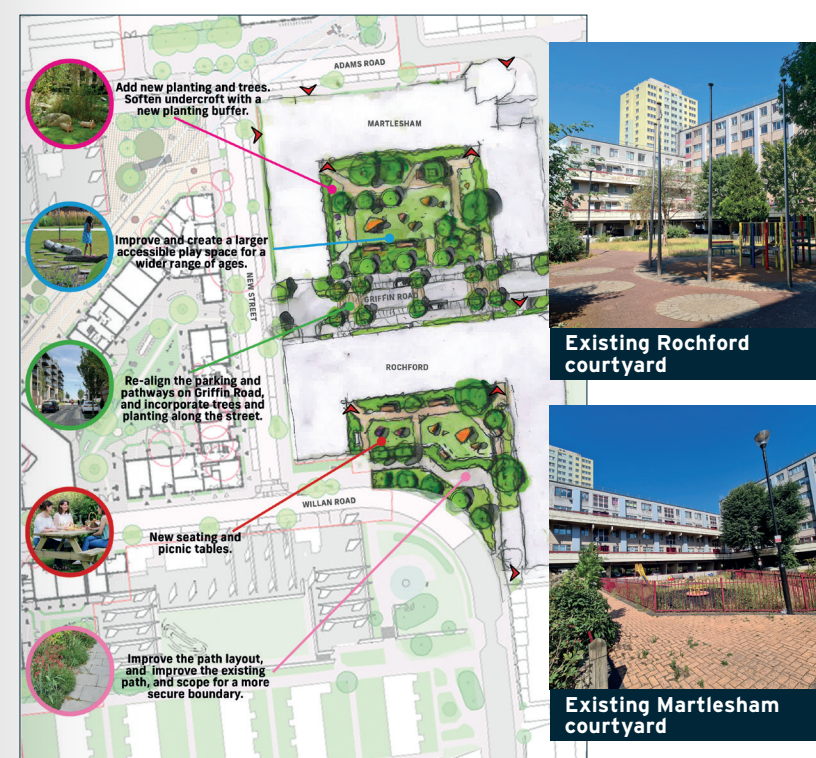 ADAMS ROAD
Add new planting and trees.
Soften undercroft with a
new planting buffer.
MARTLESHAM
Improve and create a larger
accessible play space for a
wider range of ages.
NEW STREET
GRIFFIN ROAD
Existing Rochford
courtyard
ROCHFORD
Re-align the parking and
pathways on Griffin Road,
and incorporate trees and
planting along the street.
WILLAN ROAD
New seating and
picnic tables.
Improve the path layout,
and improve the existing
path, and scope for a more
secure boundary.
Existing Martlesham
courtyard